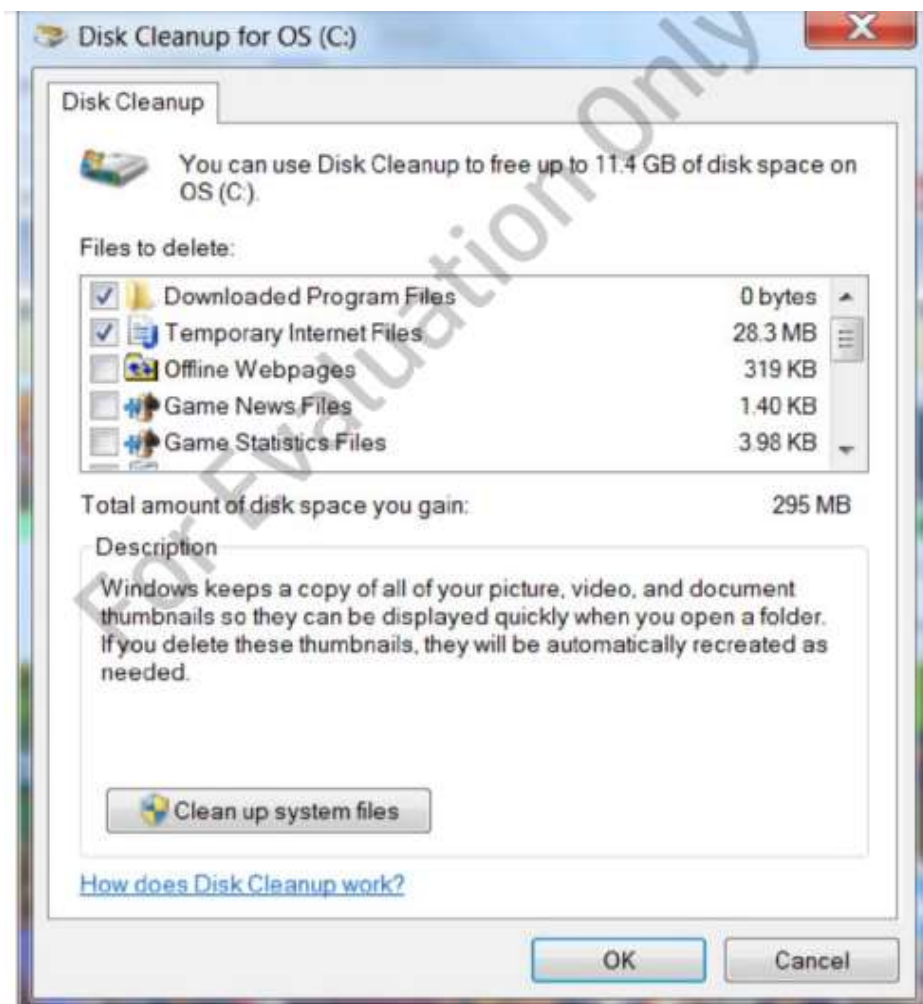 Disk Cleanup for OS (C:)
Disk Cleanup
You can use Disk Cleanup to free up to 11.4 GB of disk space on
OS (C:).
Files to delete:
Downloaded Program Files 0 bytes
Temporary Internet Files 28.3 MB
Offline Webpages 319 KB
Game News Files 1.40 KB
Game Statistics Files 3.98 KB
Total amount of disk space you gain: 295 MB
Description
Windows keeps a copy of all of your picture, video, and document
thumbnails so they can be displayed quickly when you open a folder.
If you delete these thumbnails, they will be automatically recreated as
needed.
Clean up system files
How does Disk Cleanup work?
OK Cancel
For Evaluation Only